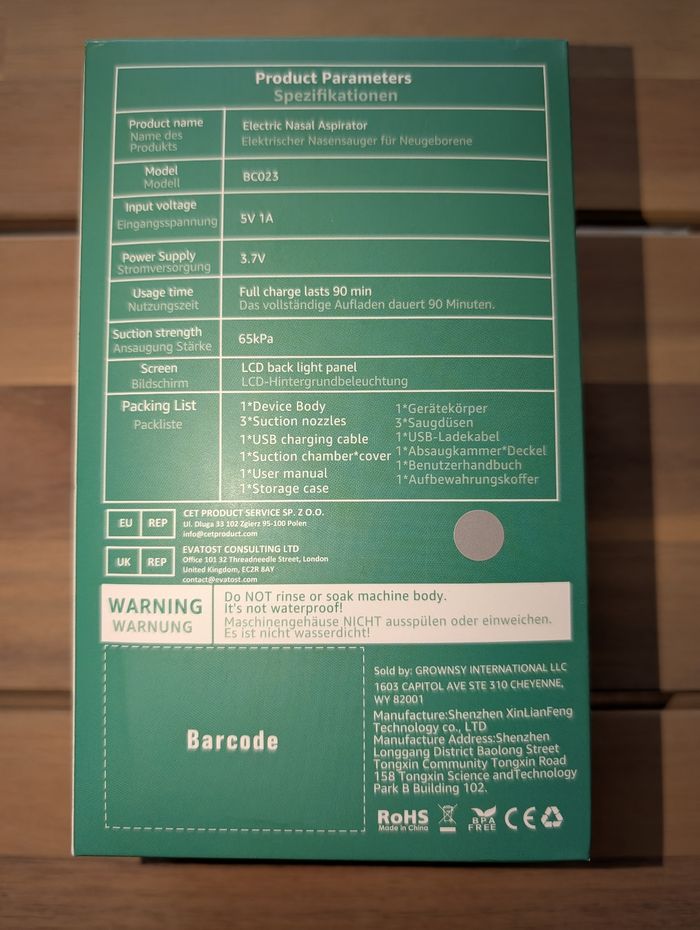 Product Parameters
Spezifikationen
Product name
Name des
Produkts
Electric Nasal Aspirator
Elektrischer Nasensauger für Neugeborene
Model
Modell
BC023
Input voltage
Eingangsspannung
5V 1A
Power Supply
Stromversorgung
3.7V
Usage time
Nutzungszeit
Full charge lasts 90 min
Das vollständige Aufladen dauert 90 Minuten.
Suction strength
Ansaugung Stärke
65kPa
Screen
Bildschirm
LCD back light panel
LCD-Hintergrundbeleuchtung
Packing List
Packliste
1*Device Body
3*Suction nozzles
1*USB charging cable
1*Suction chamber*cover
1*User manual
1*Storage case
1*Gerätekörper
3*Saugdüsen
1*USB-Ladekabel
1*Absaugkammer*Deckel
1*Benutzerhandbuch
1*Aufbewahrungskoffer
EU REP
CET PRODUCT SERVICE SP. Z O.O.
Ul. Dluga 33 102 Zgierz 95-100 Polen
info@cetproduct.com
UK REP
EVATOST CONSULTING LTD
Office 101 32 Threadneedle Street, London
United Kingdom, EC2R 8AY
contact@evatost.com
WARNING
WARNUNG
Do NOT rinse or soak machine body.
It's not waterproof!
Maschinengehäuse NICHT ausspülen oder einweichen.
Es ist nicht wasserdicht!
Barcode
Sold by: GROWNSY INTERNATIONAL LLC
1603 CAPITOL AVE STE 310 CHEYENNE,
WY 82001
Manufacture:Shenzhen XinLianFeng
Technology co., LTD
Manufacture Address:Shenzhen
Longgang District Baolong Street
Tongxin Community Tongxin Road
158 Tongxin Science andTechnology
Park B Building 102.
RoHS
Made in China
BPA
FREE
CE